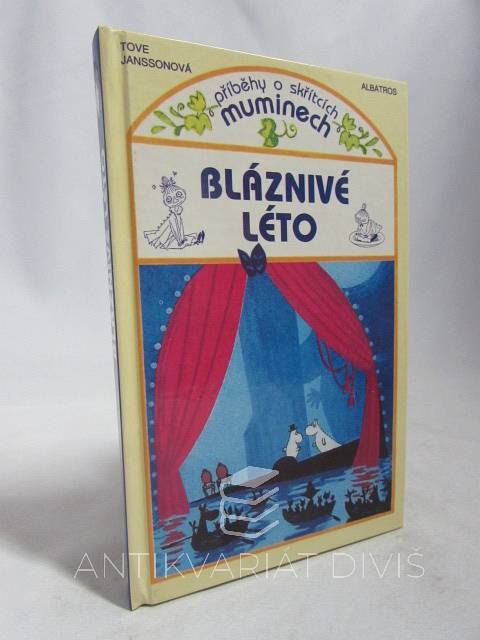 TOVE
JANSSONOVÁ
ALBATROS
příběhy o skřítcích
muminech
BLÁZNIVÉ
LÉTO
ANTIKVARIÁT DIVIŠ